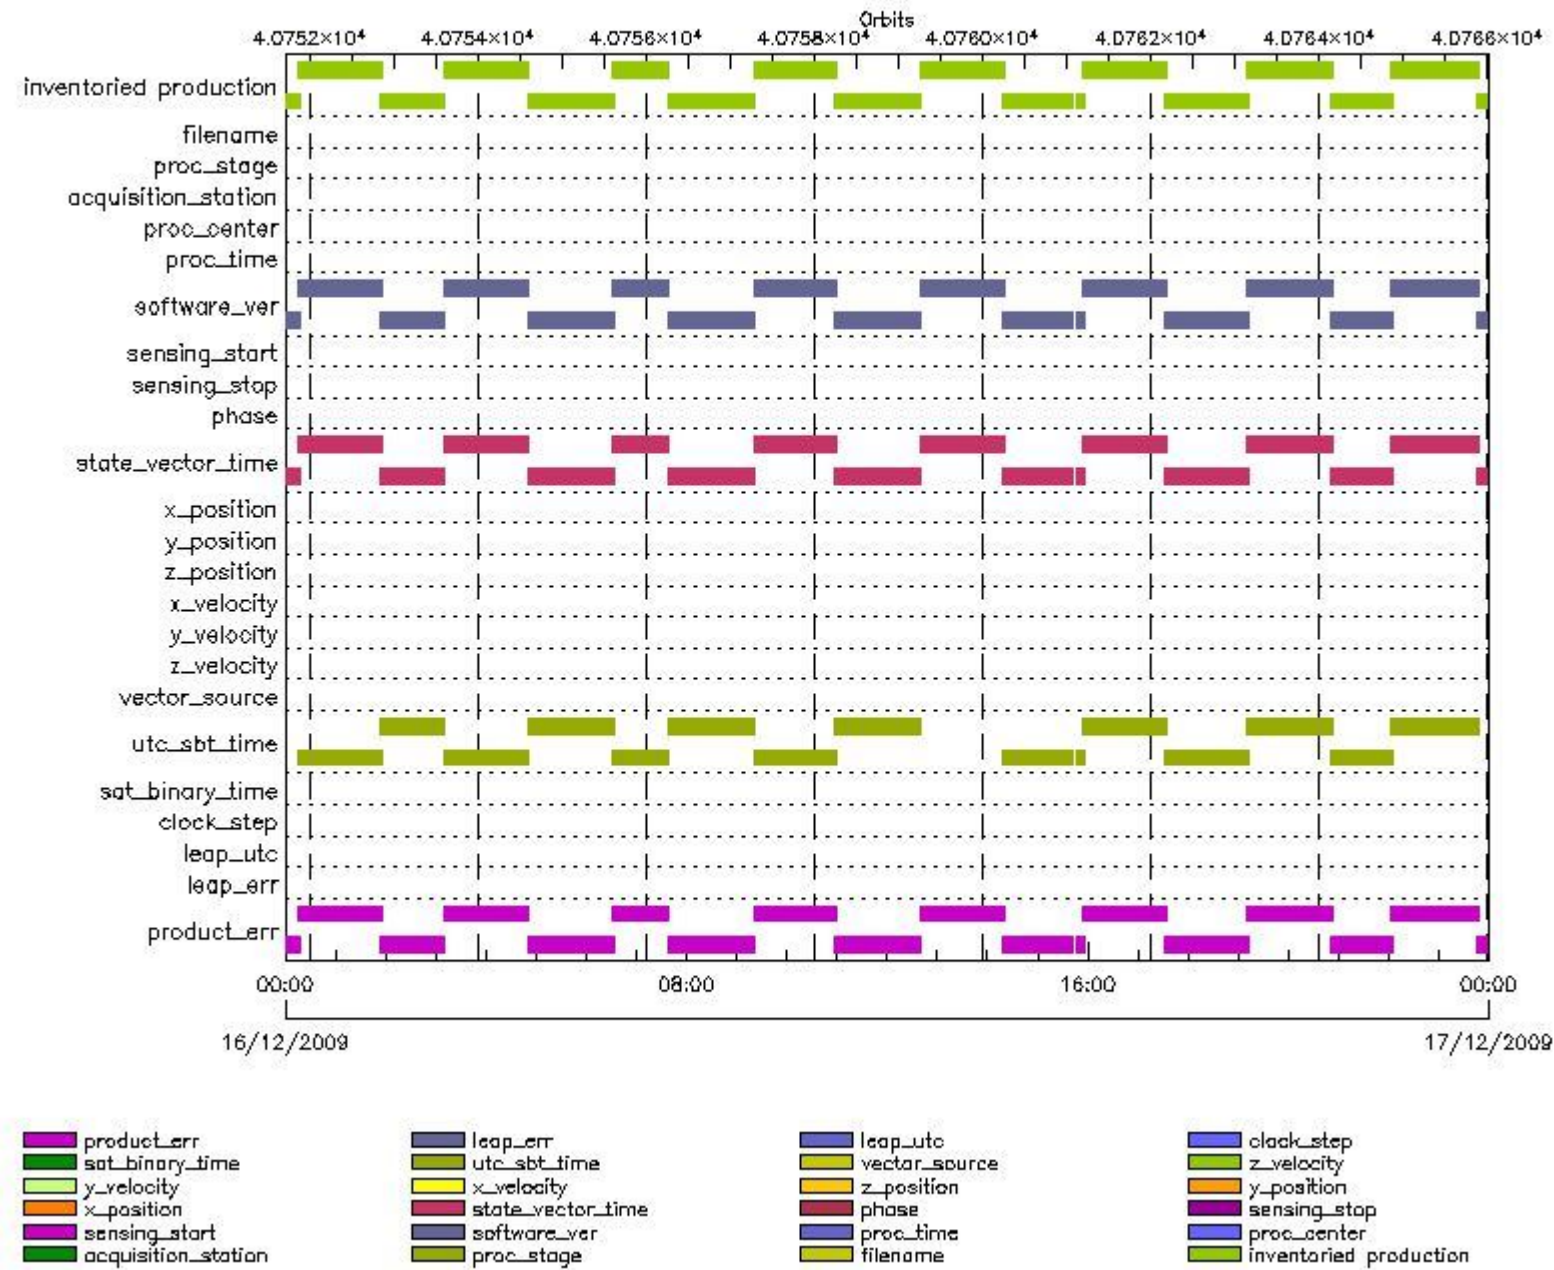 Orbits
4.0752×10⁴ 4.0754×10⁴ 4.0756×10⁴ 4.0758×10⁴ 4.0760×10⁴ 4.0762×10⁴ 4.0764×10⁴ 4.0766×10⁴
inventoried production
filename
proc_stage
acquisition_station
proc_center
proc_time
software_ver
sensing_start
sensing_stop
phase
state_vector_time
x_position
y_position
z_position
x_velocity
y_velocity
z_velocity
vector_source
utc_sbt_time
sat_binary_time
clock_step
leap_utc
leap_err
product_err
00:00 08:00 16:00 00:00
16/12/2009 17/12/2009
product_err leap_err leap_utc clock_step
sat_binary_time utc_sbt_time vector_source z_velocity
y_velocity x_velocity z_position y_position
x_position state_vector_time phase sensing_stop
sensing_start software_ver proc_time proc_center
acquisition_station proc_stage filename inventoried production